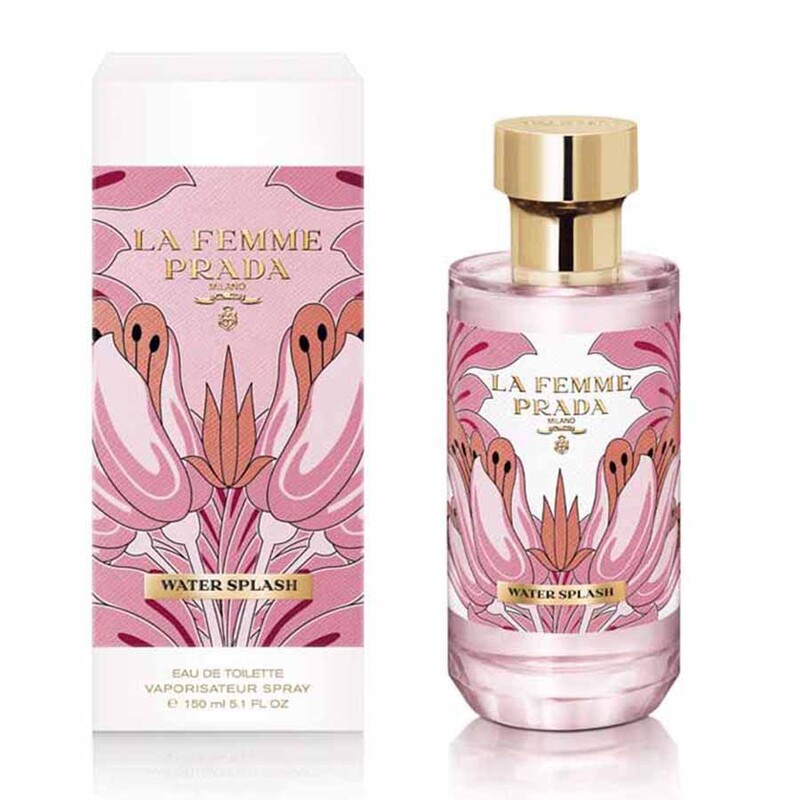 LA FEMME
PRADA
MILANO
WATER SPLASH
EAU DE TOILETTE
VAPORISATEUR SPRAY
℮ 150 ml 5.1 FL OZ
LA FEMME
PRADA
MILANO
WATER SPLASH